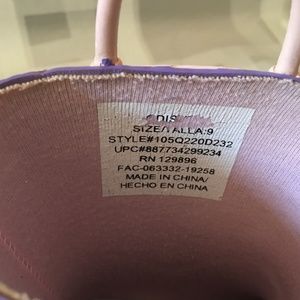 SIZE/TALLA:9
STYLE#105Q220D232
UPC#887734299234
RN 129896
FAC-063332-19258
MADE IN CHINA/
HECHO EN CHINA